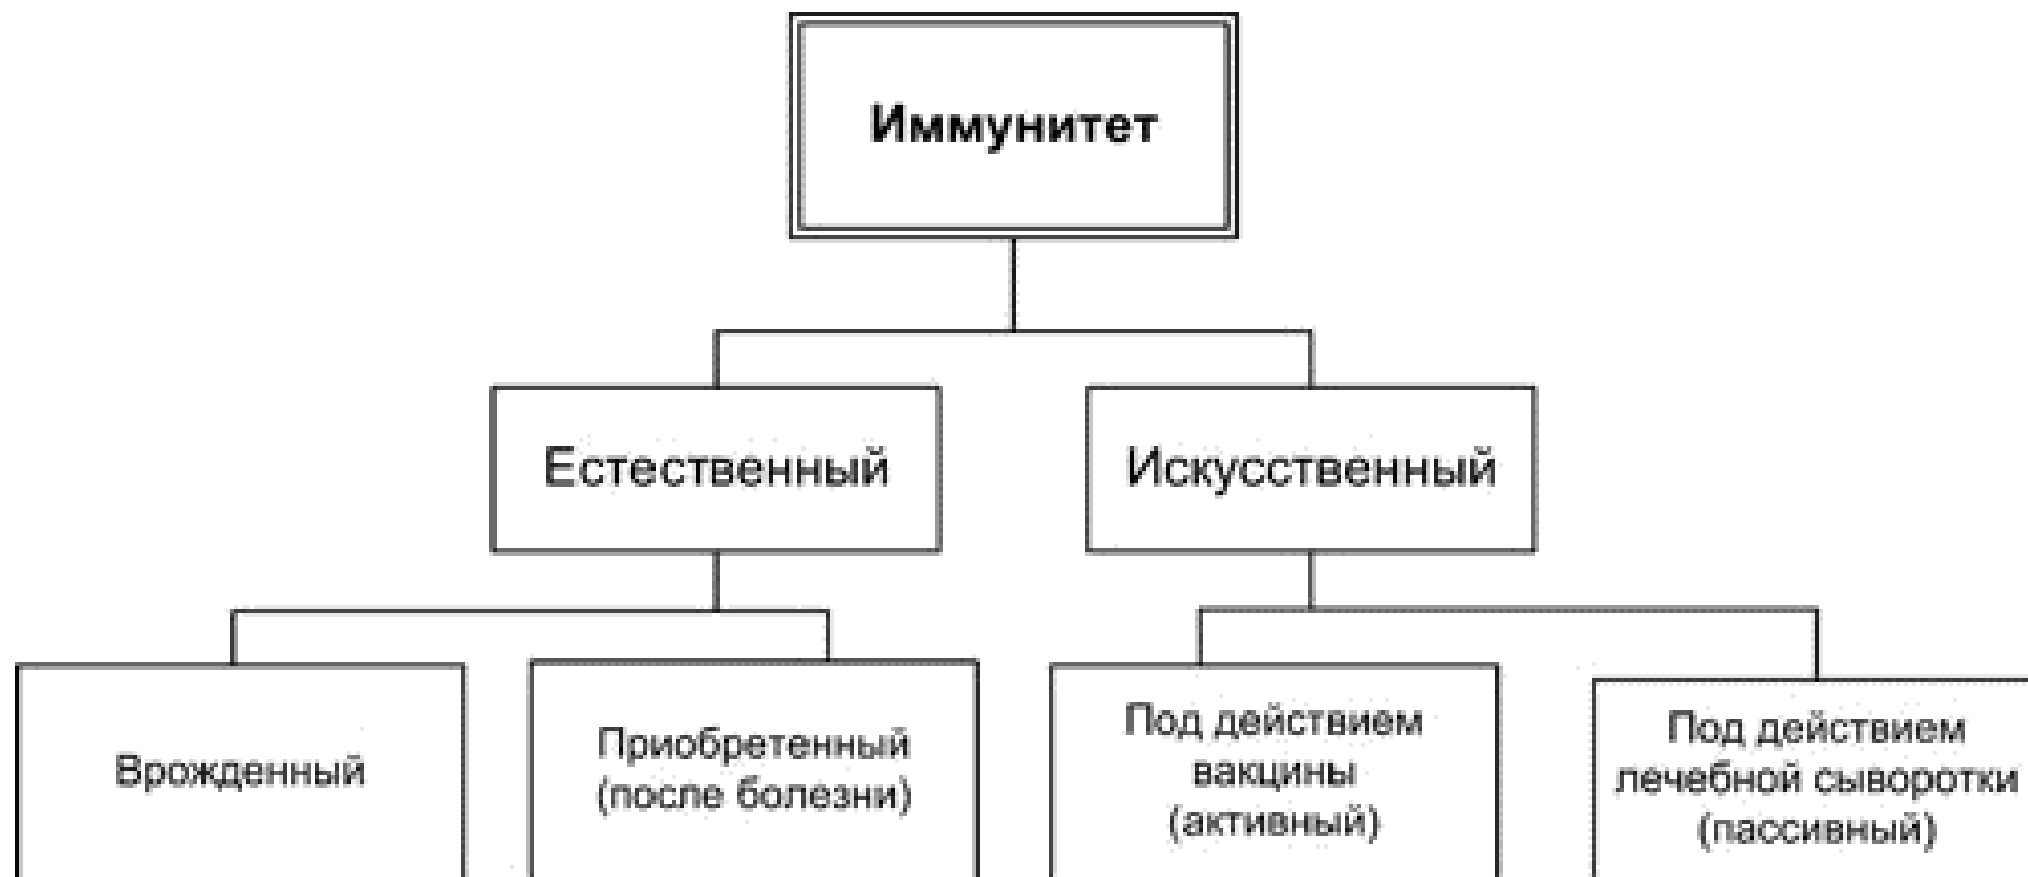 Иммунитет
Естественный
Искусственный
Врожденный
Приобретенный
(после болезни)
Под действием
вакцины
(активный)
Под действием
лечебной сыворотки
(пассивный)